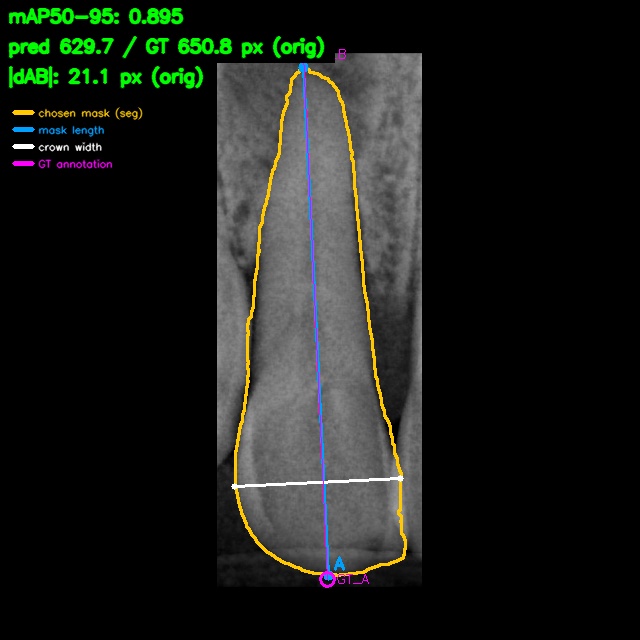 mAP50-95: 0.895
pred 629.7 / GT 650.8 px (orig)
|dAB|: 21.1 px (orig)
chosen mask (seg)
mask length
crown width
GT annotation
B
A
GT_A